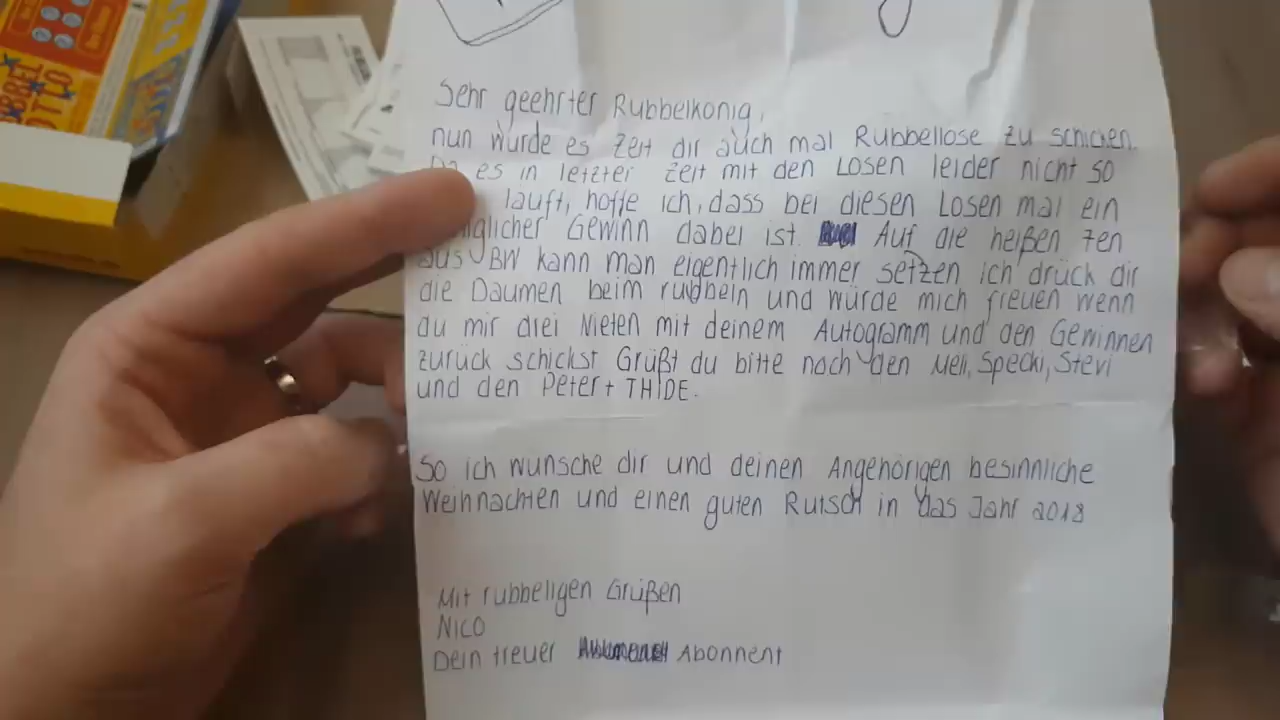 Sehr geehrter Rubbelkönig,
nun würde es Zeit dir auch mal Rubbellose zu schicken.
es in letzter Zeit mit den Losen leider nicht so
läuft, hoffe ich, dass bei diesen Losen mal ein
Gewinn dabei ist. Auf die heißen 7en
aus BW kann man eigentlich immer setzen ich drück dir
die Daumen beim rubbeln und würde mich freuen wenn
du mir drei Nieten mit deinem Autogramm und den Gewinnen
zurück schickst Grüßt du bitte noch den Meli, Specki, Stevi
und den Peter + THIDE.
So ich wünsche dir und deinen Angehörigen besinnliche
Weihnachten und einen guten Rutsch in das Jahr 2018
Mit rubbeligen Grüßen
Nico
Dein treuer Abonnent